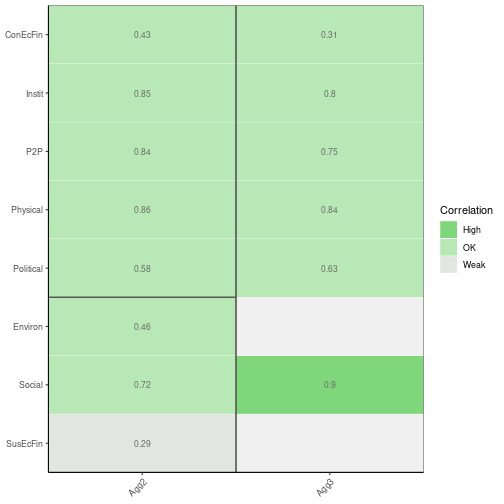 ConEcFin 0.43 0.31
Instit 0.85 0.8
P2P 0.84 0.75
Physical 0.86 0.84
Political 0.58 0.63
Environ 0.46
Social 0.72 0.9
SusEcFin 0.29
Agg2 Agg3
Correlation
High
OK
Weak